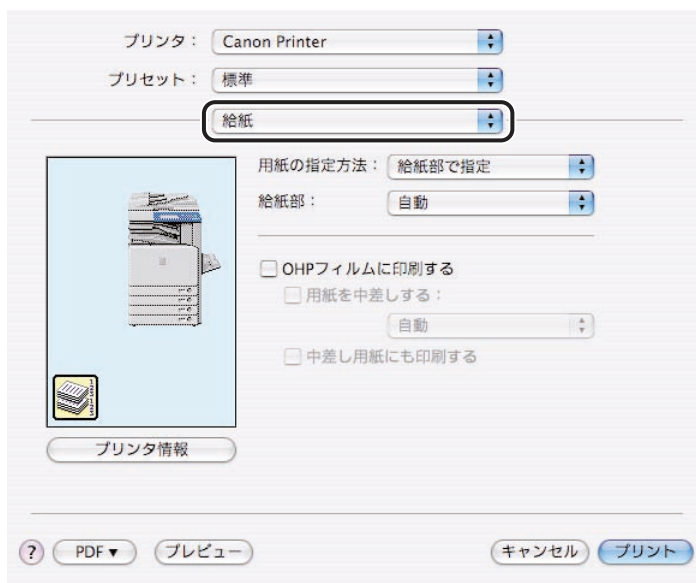 プリンタ： Canon Printer
プリセット： 標準
給紙
用紙の指定方法： 給紙部で指定
給紙部： 自動
OHPフィルムに印刷する
用紙を中差しする：
自動
中差し用紙にも印刷する
プリンタ情報
? PDF▼ プレビュー キャンセル プリント